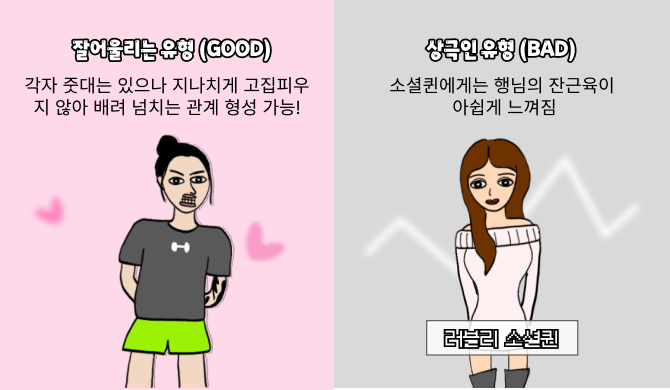 잘어울리는 유형 (GOOD)
각자 줏대는 있으나 지나치게 고집피우
지 않아 배려 넘치는 관계 형성 가능!
상극인 유형 (BAD)
소셜퀸에게는 행님의 잔근육이
아쉽게 느껴짐
러블리 소셜퀸